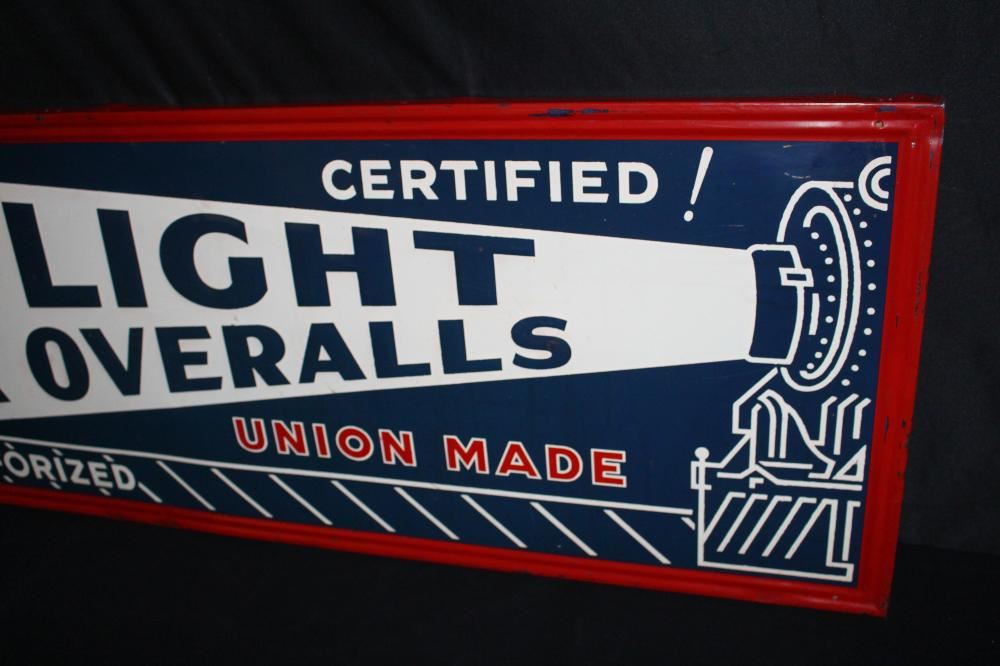 CERTIFIED!
LIGHT
OVERALLS
UNION MADE
ORIZED